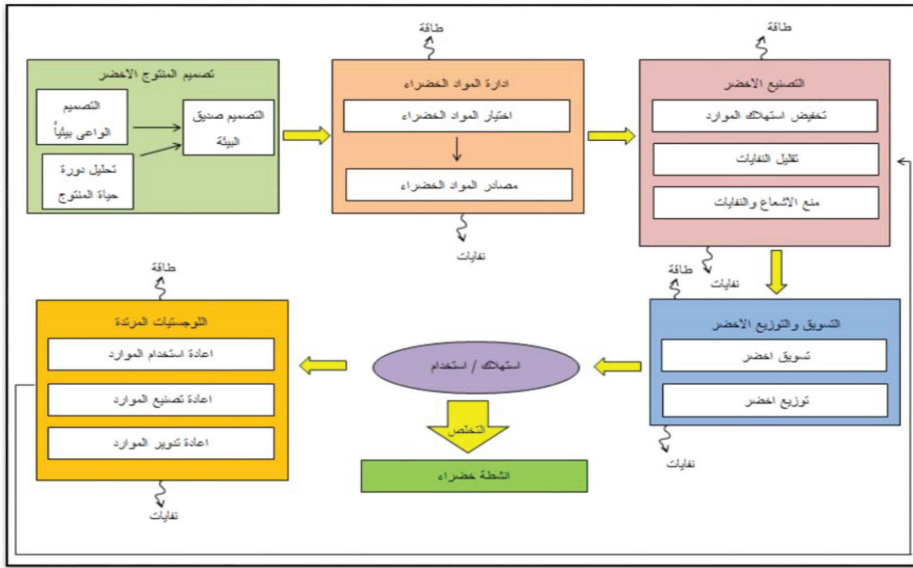 طاقة
طاقة
تصميم المنتوج الاخضر
التصميم
الواعي بيئياً
التصميم صديق
البيئة
تحليل دورة
حياة المنتوج
ادارة المواد الخضراء
اختيار المواد الخضراء
مصادر المواد الخضراء
نفايات
التصنيع الاخضر
تخفيض استهلاك الموارد
تقليل النفايات
منع الاشعاع والنفايات
نفايات
طاقة
التسويق والتوزيع الاخضر
تسويق اخضر
توزيع اخضر
نفايات
استهلاك / استخدام
التخلص
انشطة خضراء
طاقة
اللوجستيات المرتدة
اعادة استخدام الموارد
اعادة تصنيع الموارد
اعادة تدوير الموارد
نفايات